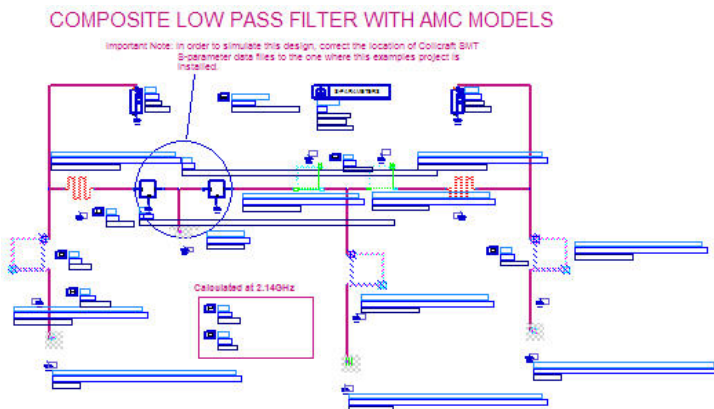 COMPOSITE LOW PASS FILTER WITH AMC MODELS
Important Note: In order to simulate this design, correct the location of Coilcraft SMT
S-parameter data files to the one where this examples project is
installed.
S-PARAMETERS
Calculated at 2.14GHz